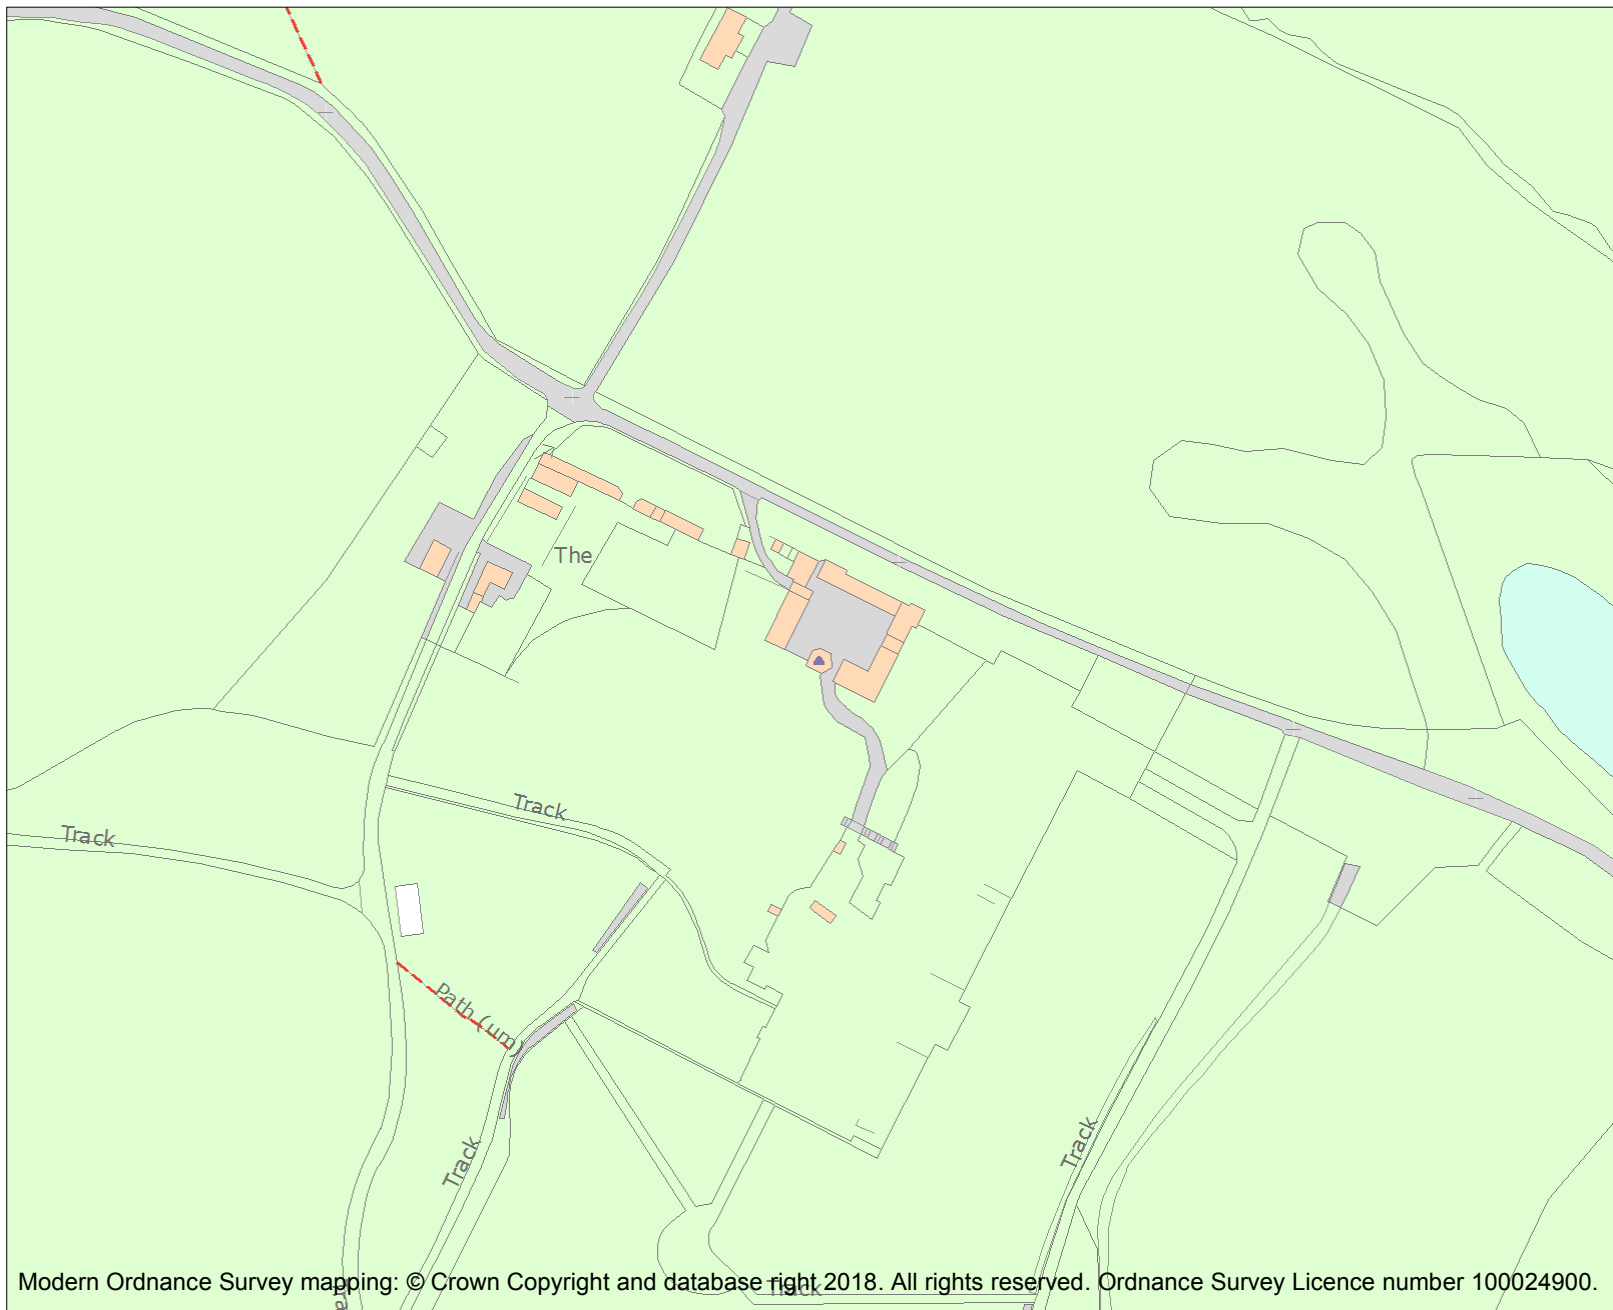 The
Track
Track
Path (um)
Track
Track
Track
Modern Ordnance Survey mapping: © Crown Copyright and database right 2018. All rights reserved. Ordnance Survey Licence number 100024900.